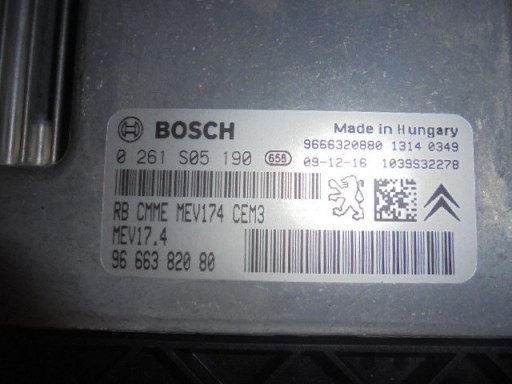 BOSCH
Made in Hungary
9666320880 1314 0349
0 261 S05 190 658
09-12-16 1039S32278
RB CMME MEV174 CEM3
MEV17.4
96 663 820 80